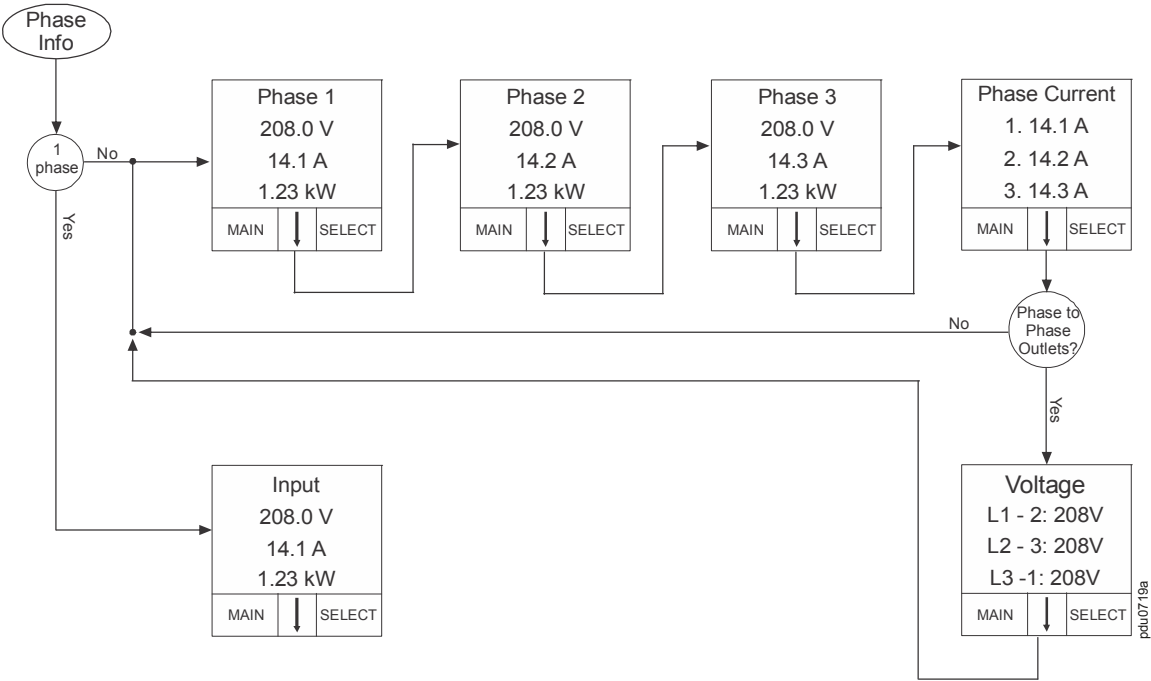 Phase
Info
1
phase
No
Yes
Phase 1
208.0 V
14.1 A
1.23 kW
MAIN
SELECT
Phase 2
208.0 V
14.2 A
1.23 kW
MAIN
SELECT
Phase 3
208.0 V
14.3 A
1.23 kW
MAIN
SELECT
Phase Current
1. 14.1 A
2. 14.2 A
3. 14.3 A
MAIN
SELECT
Phase to
Phase
Outlets?
No
Yes
Input
208.0 V
14.1 A
1.23 kW
MAIN
SELECT
Voltage
L1 - 2: 208V
L2 - 3: 208V
L3 -1: 208V
MAIN
SELECT
pdu0719a